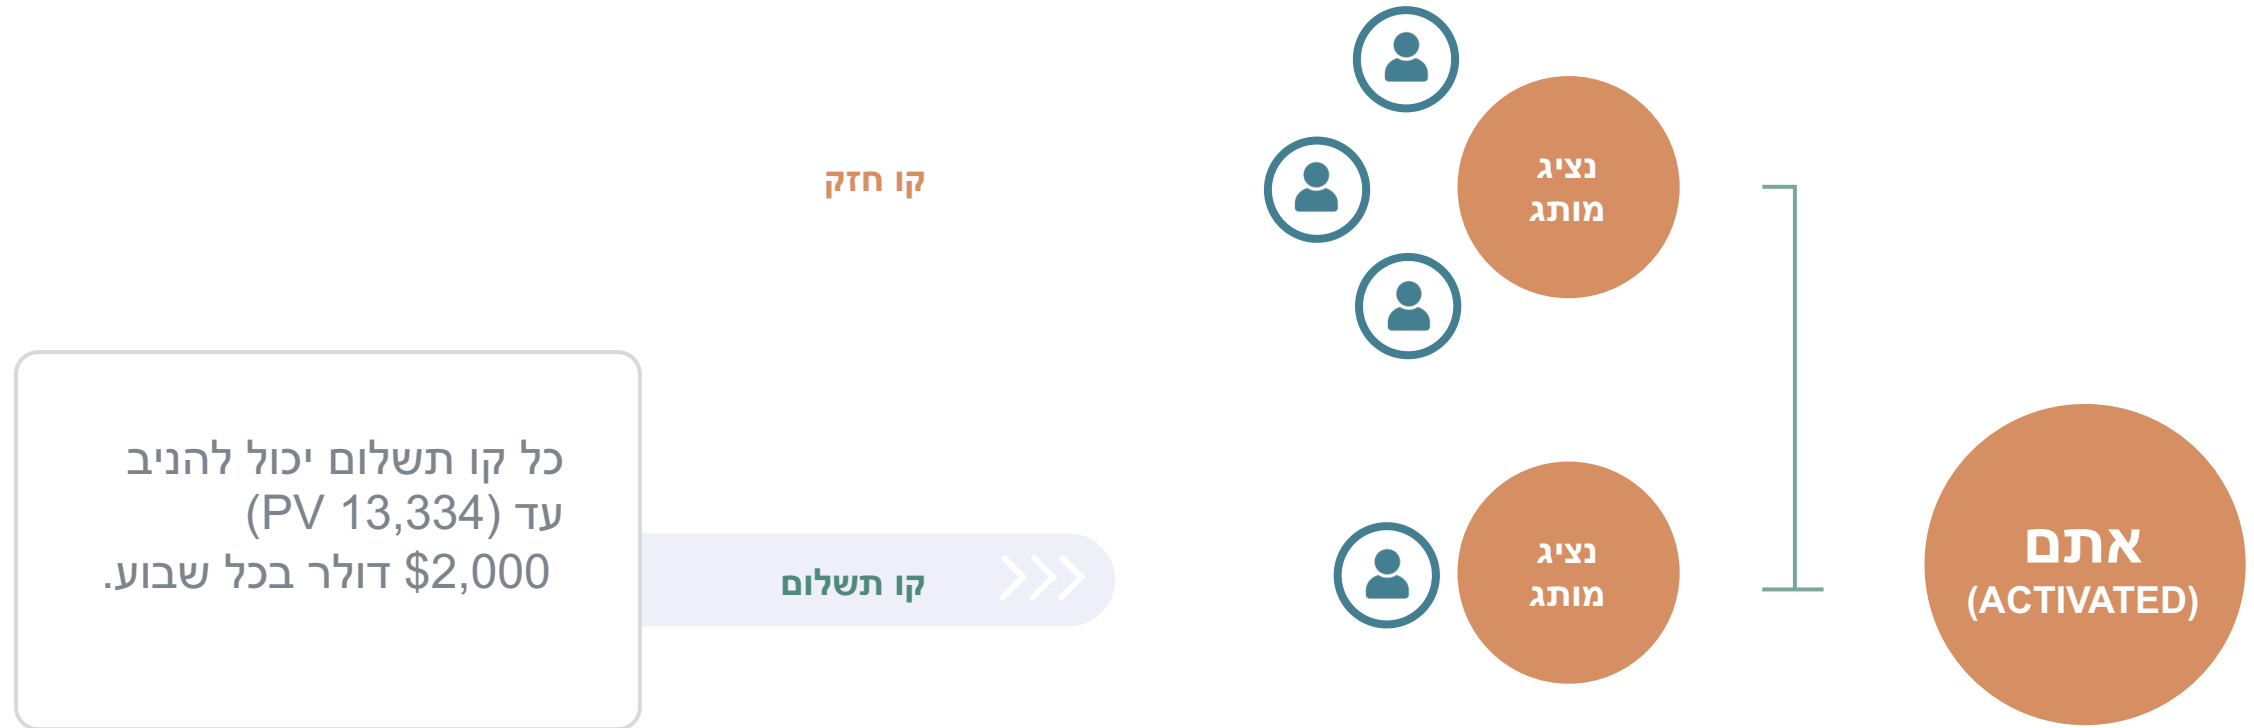 נציג
מותג
קו חזק
אתם
(ACTIVATED)
נציג
מותג
קו תשלום
כל קו תשלום יכול להניב
עד (13,334 PV)
$2,000 דולר בכל שבוע.